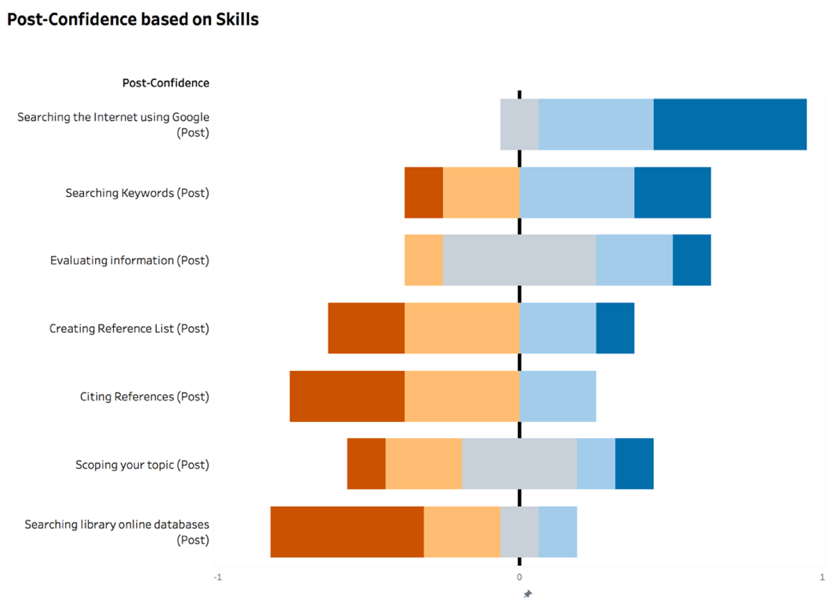 Post-Confidence based on Skills
Post-Confidence
Searching the Internet using Google
(Post)
Searching Keywords (Post)
Evaluating information (Post)
Creating Reference List (Post)
Citing References (Post)
Scoping your topic (Post)
Searching library online databases
(Post)
-1 0 1